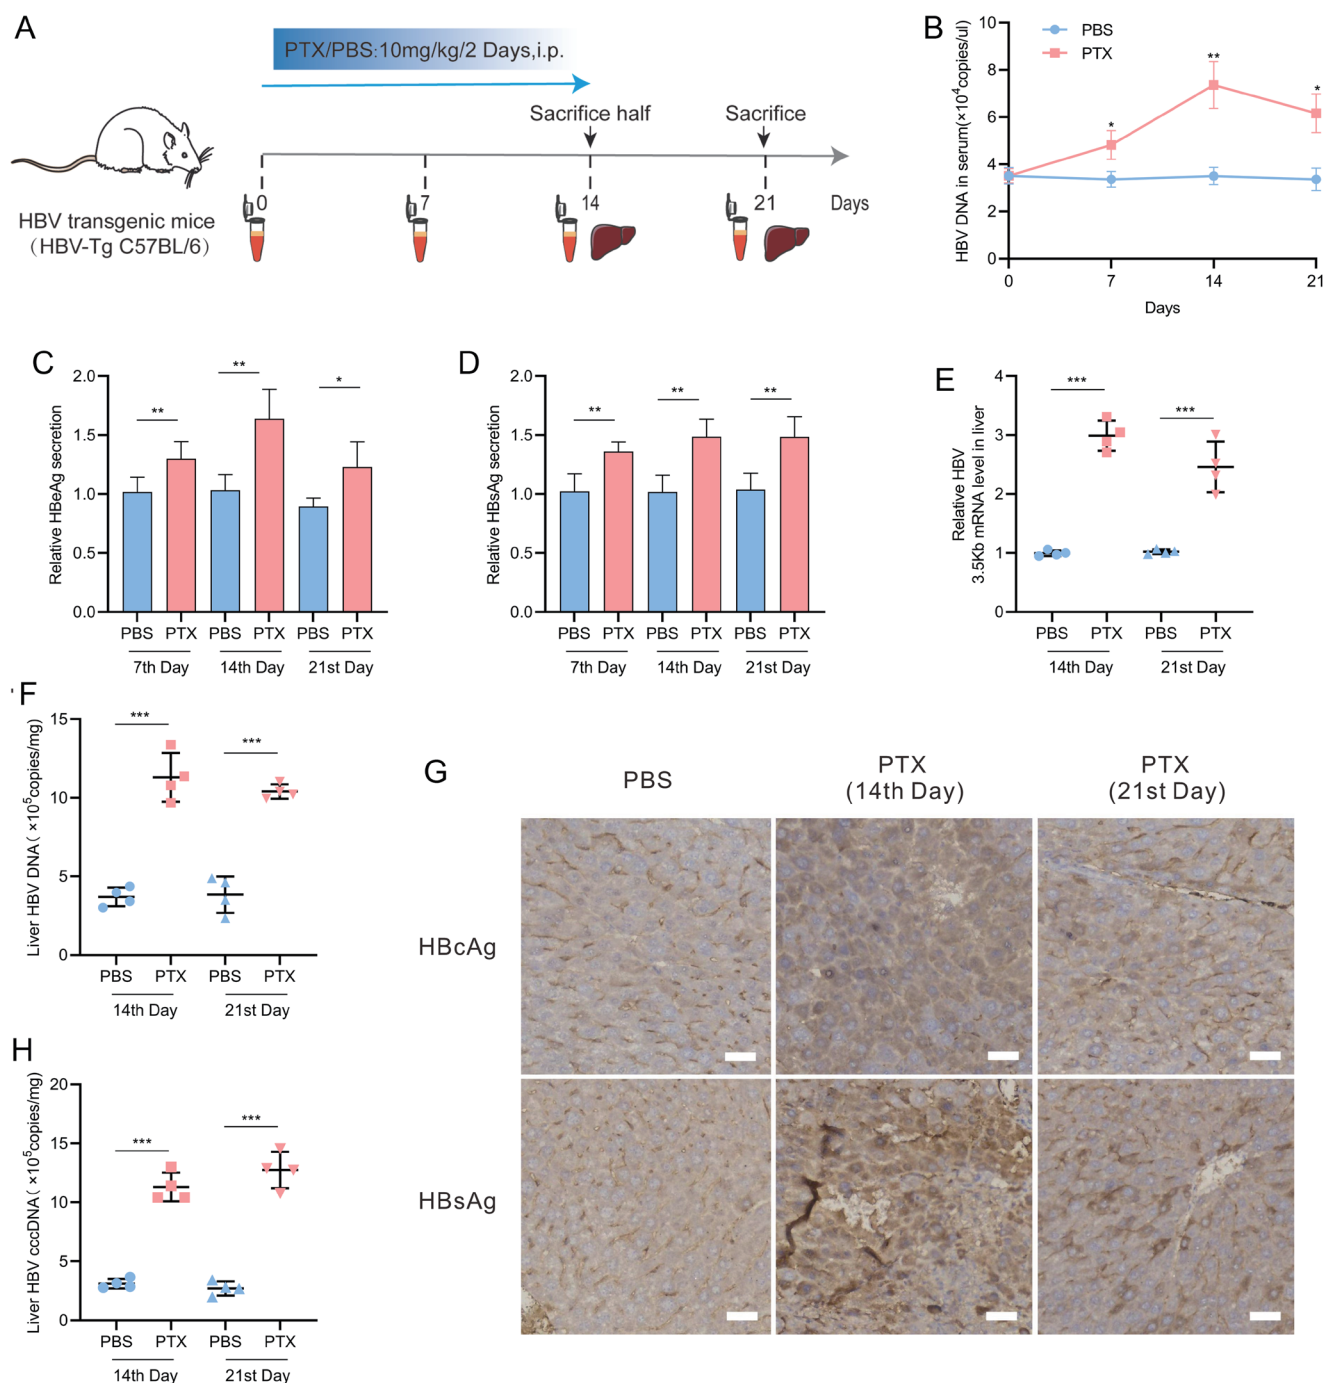 A
PTX/PBS:10mg/kg/2 Days,i.p.
Sacrifice half
Sacrifice
0
7
14
21
Days
HBV transgenic mice
(HBV-Tg C57BL/6)
B
HBV DNA in serum(×10⁴copies/ul)
10
8
6
4
2
0
PBS
PTX
*
**
*
0
7
14
21
Days
C
Relative HBeAg secretion
2.0
1.5
1.0
0.5
0.0
**
**
*
PBS PTX PBS PTX PBS PTX
7th Day 14th Day 21st Day
D
Relative HBsAg secretion
2.0
1.5
1.0
0.5
0.0
**
**
**
PBS PTX PBS PTX PBS PTX
7th Day 14th Day 21st Day
E
Relative HBV
3.5Kb mRNA level in liver
4
3
2
1
0
***
***
PBS PTX PBS PTX
14th Day 21st Day
F
Liver HBV DNA( ×10⁵copies/mg)
15
10
5
0
***
***
PBS PTX PBS PTX
14th Day 21st Day
G
PBS
PTX
(14th Day)
PTX
(21st Day)
HBcAg
HBsAg
H
Liver HBV cccDNA( ×10⁵copies/mg)
20
15
10
5
0
***
***
PBS PTX PBS PTX
14th Day 21st Day